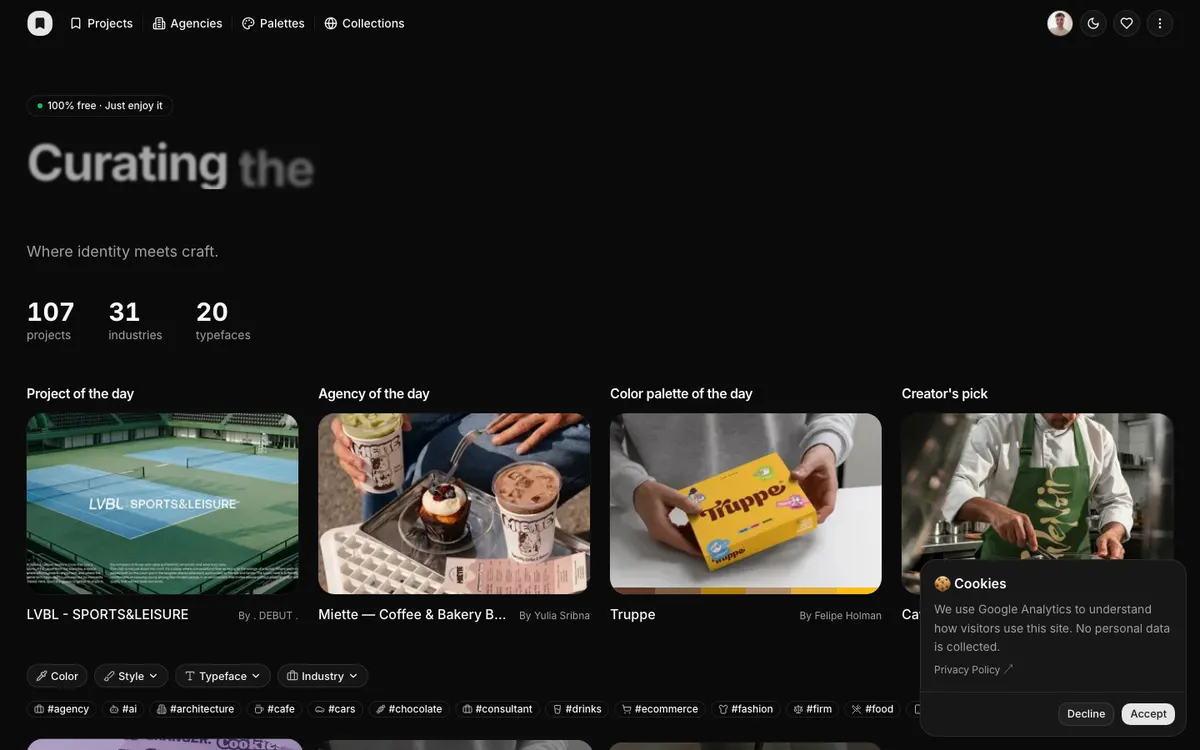 Projects
Agencies
Palettes
Collections
100% free · Just enjoy it
Curating the
Where identity meets craft.
107
projects
31
industries
20
typefaces
Project of the day
Agency of the day
Color palette of the day
Creator's pick
LVBL SPORTS&LEISURE
MIETTE
MIETTE
Truppe
Truppe
LVBL - SPORTS&LEISURE
By . DEBUT .
Miette — Coffee & Bakery B...
By Yulia Sribna
Truppe
By Felipe Holman
🍪 Cookies
We use Google Analytics to understand
how visitors use this site. No personal data
is collected.
Privacy Policy ↗
Decline
Accept
Color
Style
Typeface
Industry
#agency
#ai
#architecture
#cafe
#cars
#chocolate
#consultant
#drinks
#ecommerce
#fashion
#firm
#food
Cookies